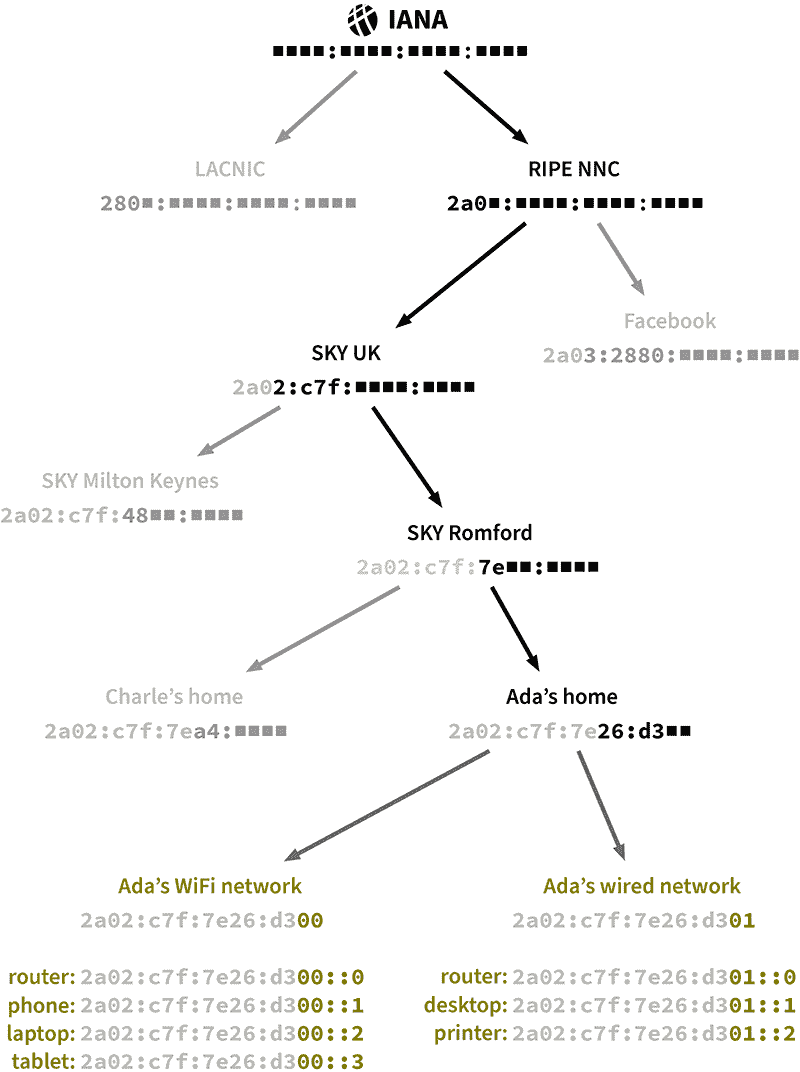 IANA
■■■■:■■■■:■■■■:■■■■
LACNIC
280■:■■■■:■■■■:■■■■
RIPE NNC
2a0■:■■■■:■■■■:■■■■
Facebook
2a03:2880:■■■■:■■■■
SKY UK
2a02:c7f:■■■■:■■■■
SKY Milton Keynes
2a02:c7f:48■■:■■■■
SKY Romford
2a02:c7f:7e■■:■■■■
Charle's home
2a02:c7f:7ea4:■■■■
Ada's home
2a02:c7f:7e26:d3■■
Ada's WiFi network
2a02:c7f:7e26:d300
router: 2a02:c7f:7e26:d300::0
phone: 2a02:c7f:7e26:d300::1
laptop: 2a02:c7f:7e26:d300::2
tablet: 2a02:c7f:7e26:d300::3
Ada's wired network
2a02:c7f:7e26:d301
router: 2a02:c7f:7e26:d301::0
desktop: 2a02:c7f:7e26:d301::1
printer: 2a02:c7f:7e26:d301::2